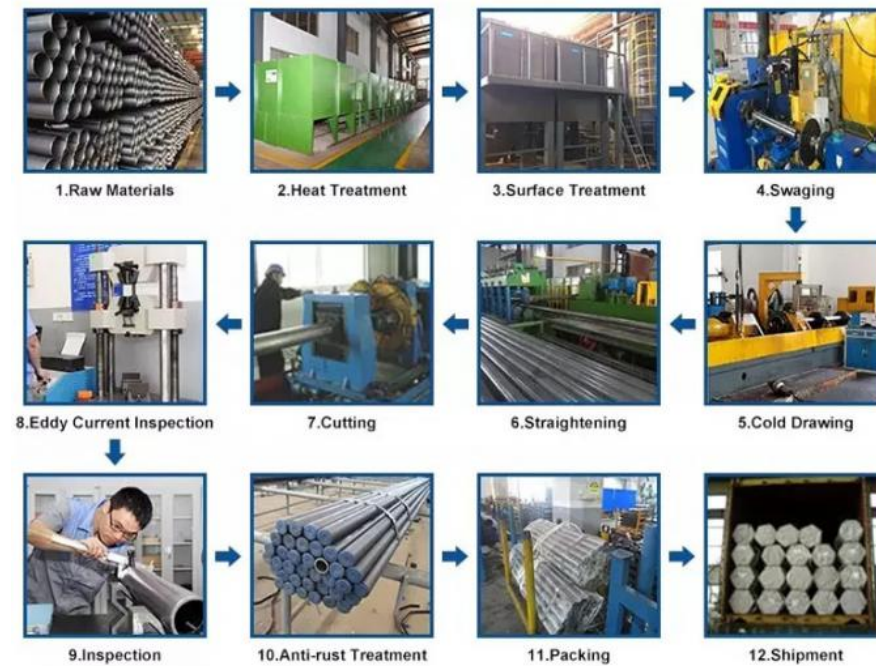 1.Raw Materials
2.Heat Treatment
3.Surface Treatment
4.Swaging
8.Eddy Current Inspection
7.Cutting
6.Straightening
5.Cold Drawing
9.Inspection
10.Anti-rust Treatment
11.Packing
12.Shipment